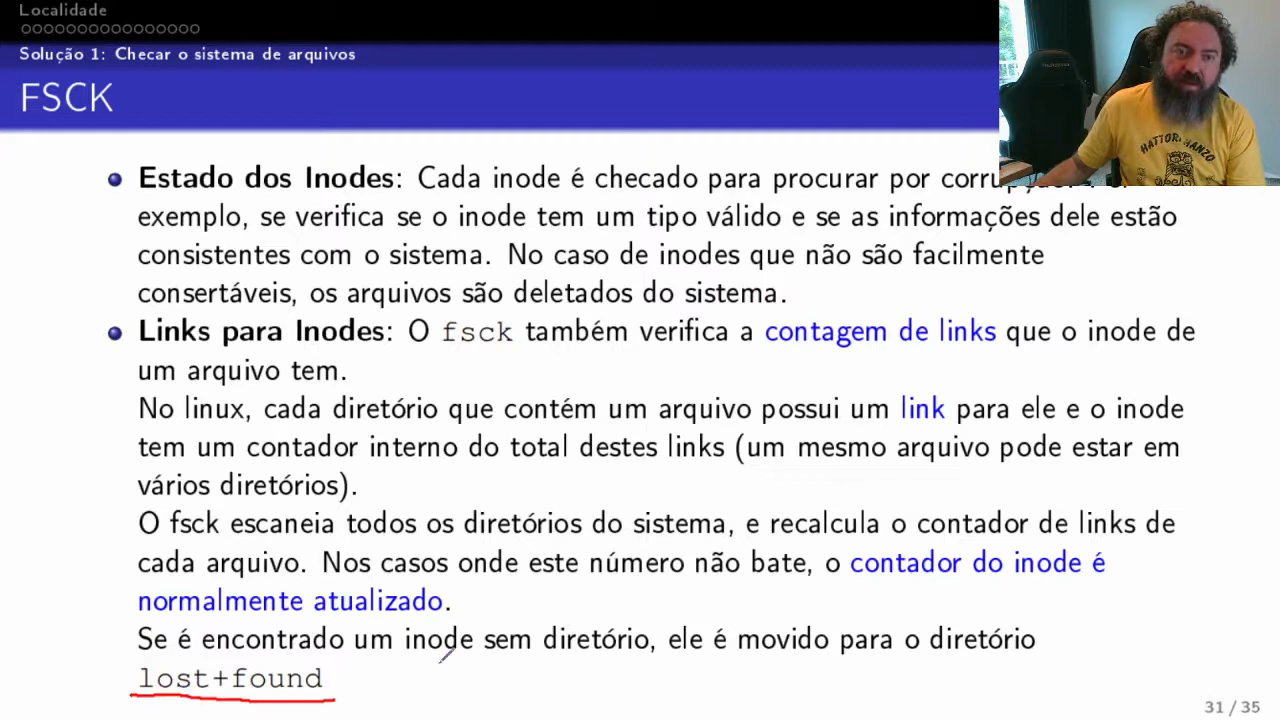 Localidade
Solução 1: Checar o sistema de arquivos
FSCK
HATTORI HANZO
Estado dos Inodes: Cada inode é checado para procurar por
exemplo, se verifica se o inode tem um tipo válido e se as informações dele estão
consistentes com o sistema. No caso de inodes que não são facilmente
consertáveis, os arquivos são deletados do sistema.
Links para Inodes: O fsck também verifica a contagem de links que o inode de
um arquivo tem.
No linux, cada diretório que contém um arquivo possui um link para ele e o inode
tem um contador interno do total destes links (um mesmo arquivo pode estar em
vários diretórios).
O fsck escaneia todos os diretórios do sistema, e recalcula o contador de links de
cada arquivo. Nos casos onde este número não bate, o contador do inode é
normalmente atualizado.
Se é encontrado um inode sem diretório, ele é movido para o diretório
lost+found
31 / 35